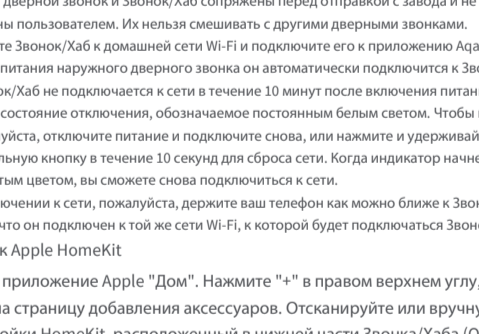 дверной звонок и Звонок/Хаб сопряжены перед отправкой с завода и не
ны пользователем. Их нельзя смешивать с другими дверными звонками.
те Звонок/Хаб к домашней сети Wi-Fi и подключите его к приложению Aqa
питания наружного дверного звонка он автоматически подключится к Зво
ок/Хаб не подключается к сети в течение 10 минут после включения питан
состояние отключения, обозначаемое постоянным белым светом. Чтобы
уйста, отключите питание и подключите снова, или нажмите и удерживай
льную кнопку в течение 10 секунд для сброса сети. Когда индикатор начне
тым цветом, вы сможете снова подключиться к сети.
ючении к сети, пожалуйста, держите ваш телефон как можно ближе к Звон
что он подключен к той же сети Wi-Fi, к которой будет подключаться Звон
к Apple HomeKit
приложение Apple "Дом". Нажмите "+" в правом верхнем углу,
на страницу добавления аксессуаров. Отсканируйте или вручну
ойки HomeKit, расположенный в нижней части Звонка/Хаба (О